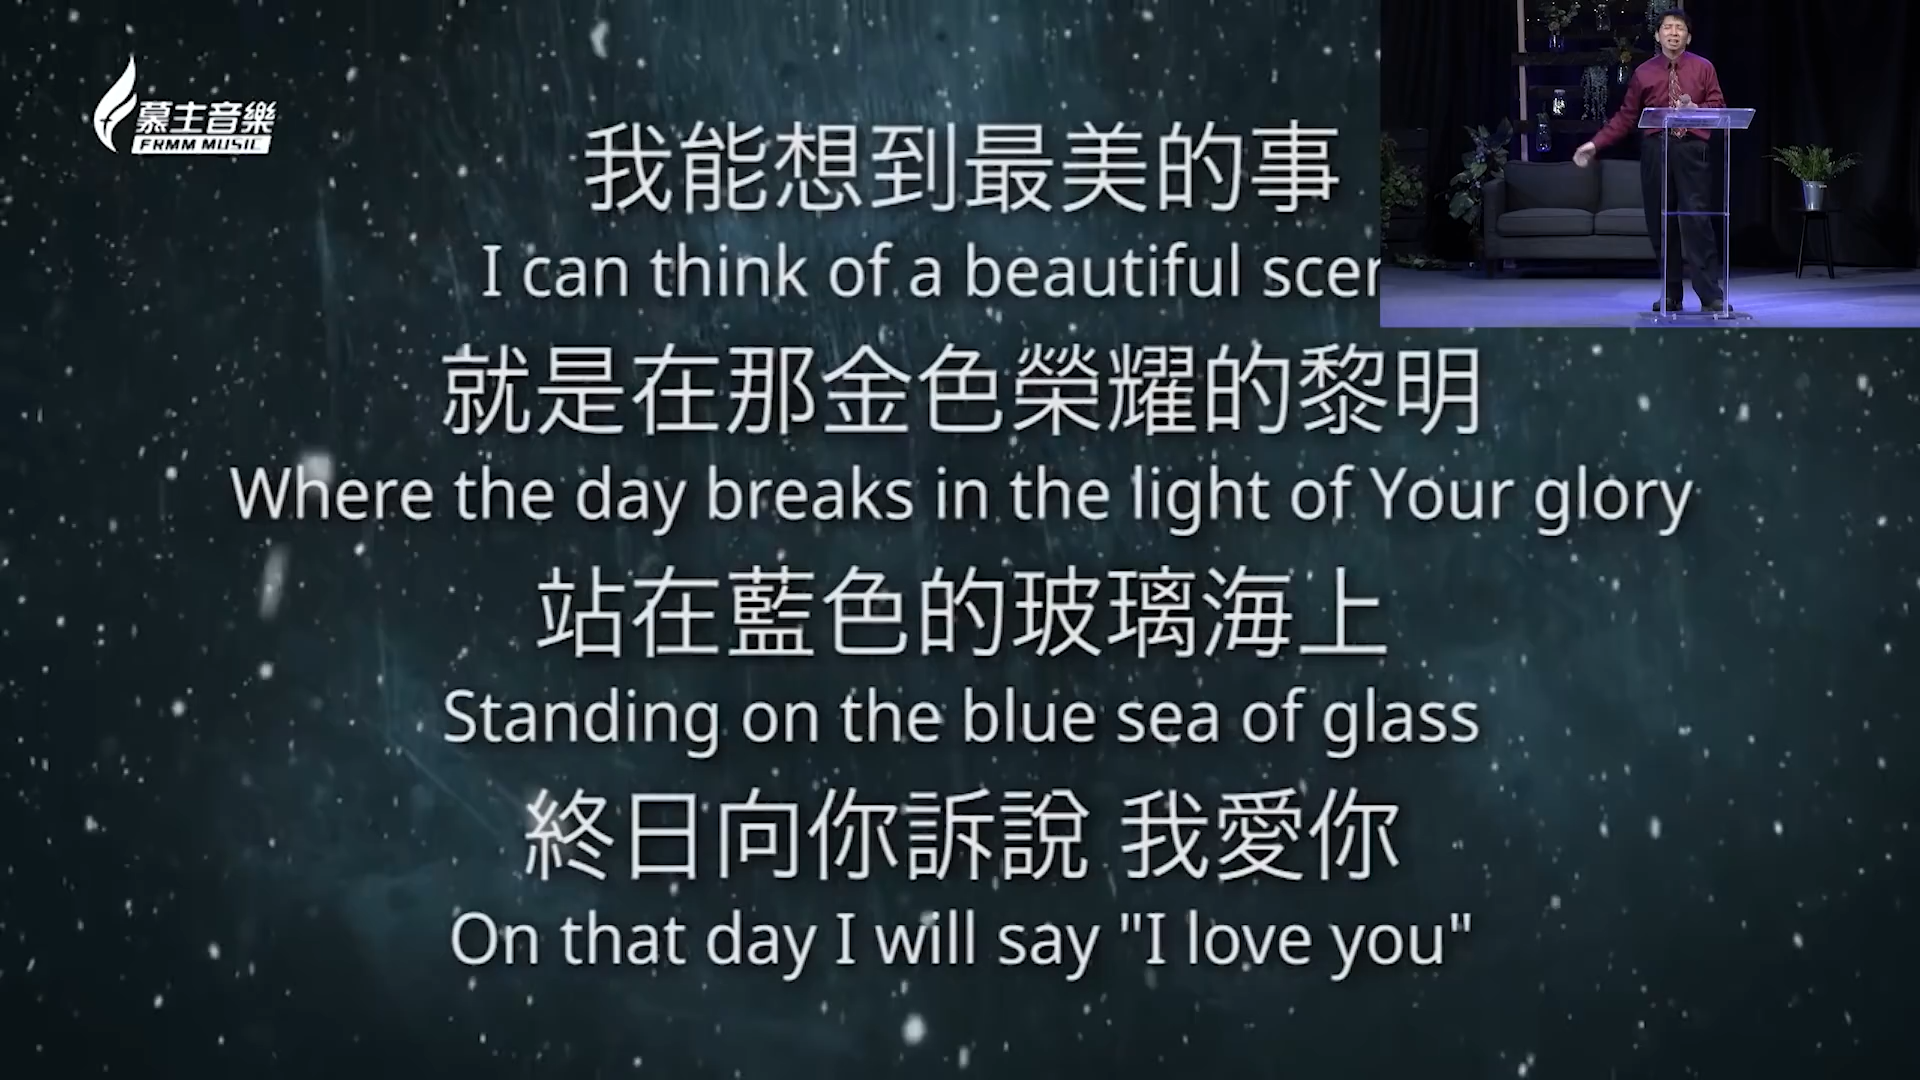 慕主音樂
FRMM MUSIC
我能想到最美的事
I can think of a beautiful
就是在那金色榮耀的黎明
Where the day breaks in the light of Your glory
站在藍色的玻璃海上
Standing on the blue sea of glass
終日向你訴說 我愛你
On that day I will say "I love you"